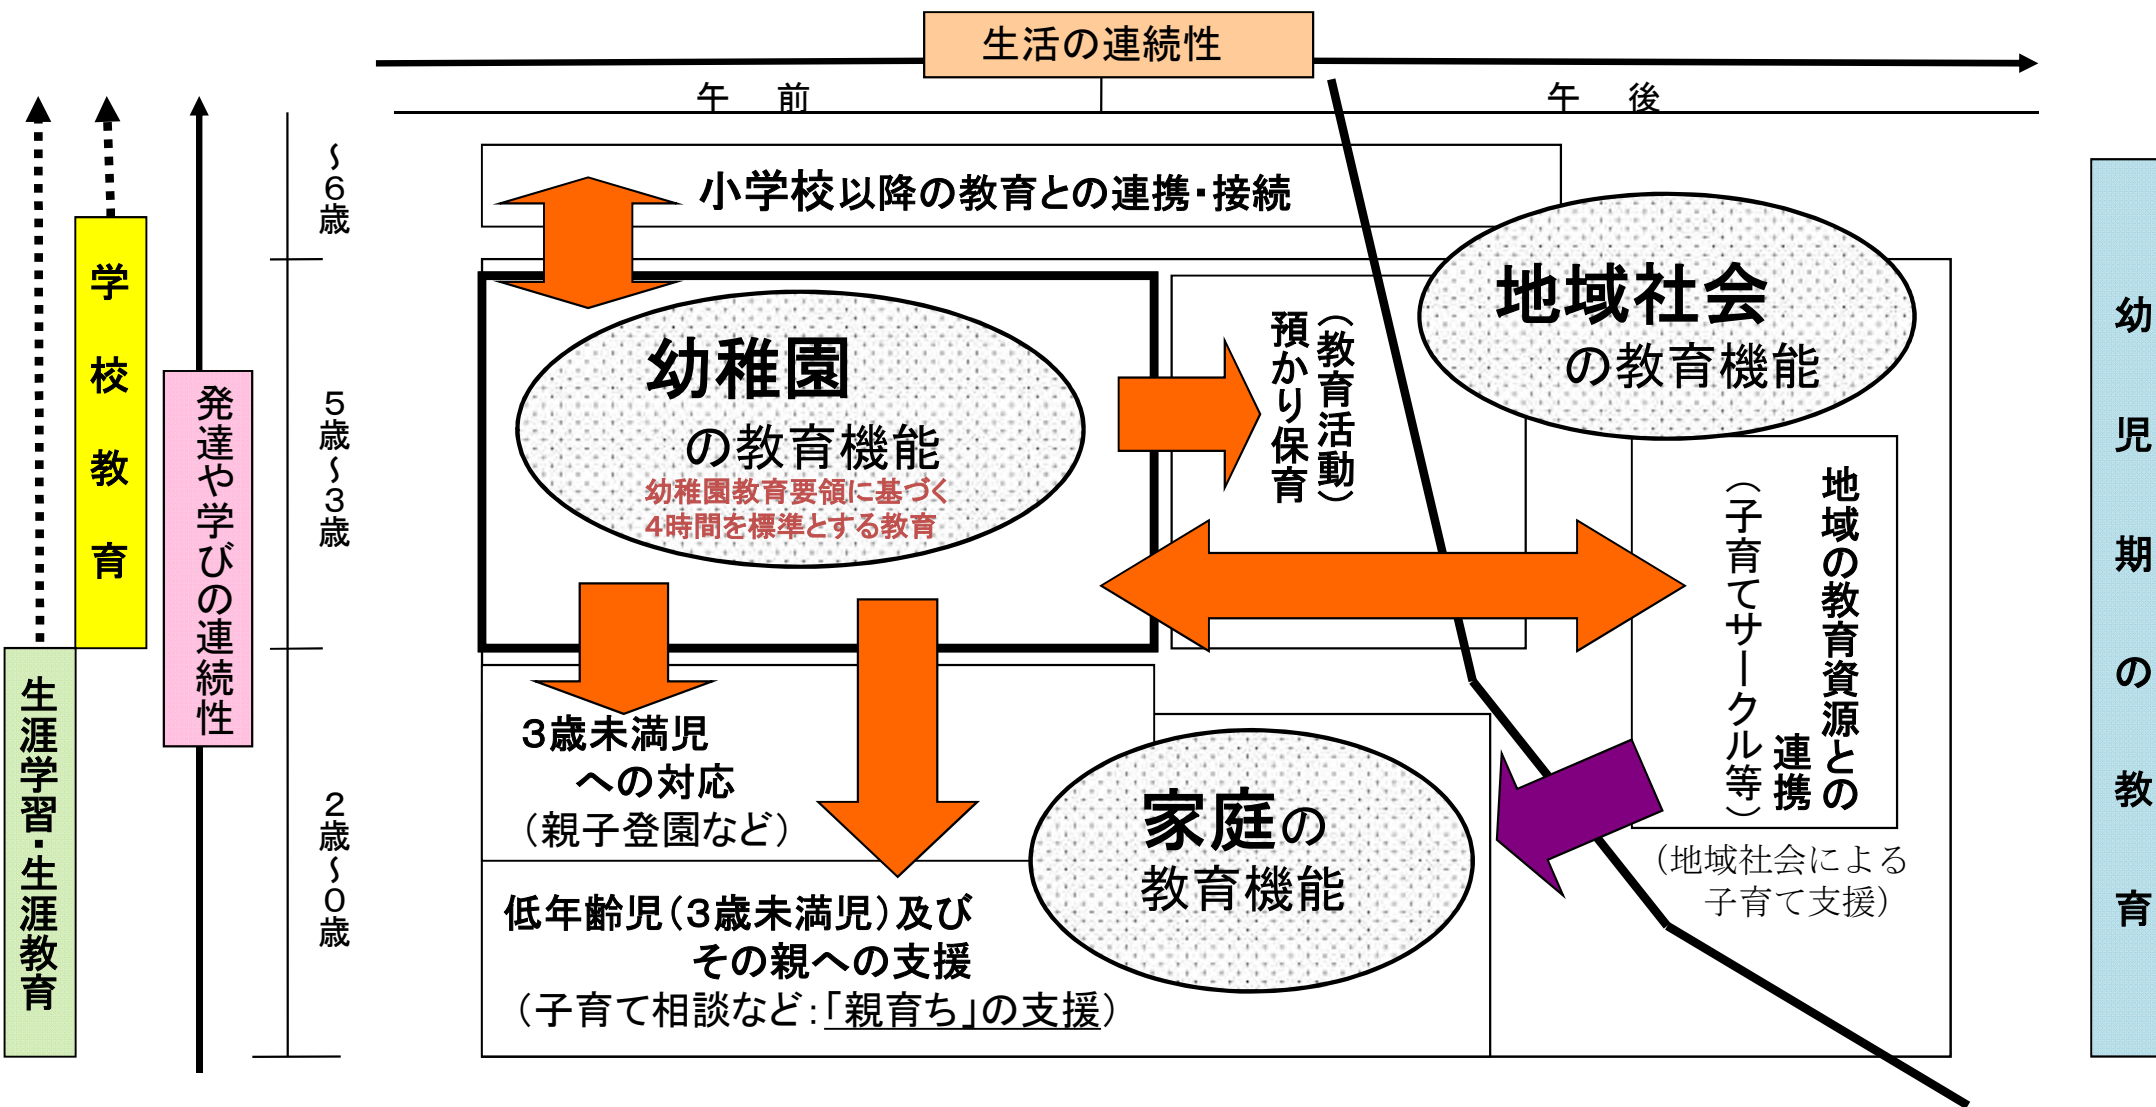 生活の連続性
午　前
午　後
～6歳
5歳～3歳
2歳～0歳
学校教育
発達や学びの連続性
生涯学習・生涯教育
小学校以降の教育との連携・接続
幼稚園
の教育機能
幼稚園教育要領に基づく
4時間を標準とする教育
(教育活動)
預かり保育
地域社会
の教育機能
地域の教育資源との
連携
(子育てサークル等)
(地域社会による
子育て支援)
3歳未満児
への対応
(親子登園など)
家庭の
教育機能
低年齢児(3歳未満児)及び
その親への支援
(子育て相談など:「親育ち」の支援)
幼児期の教育